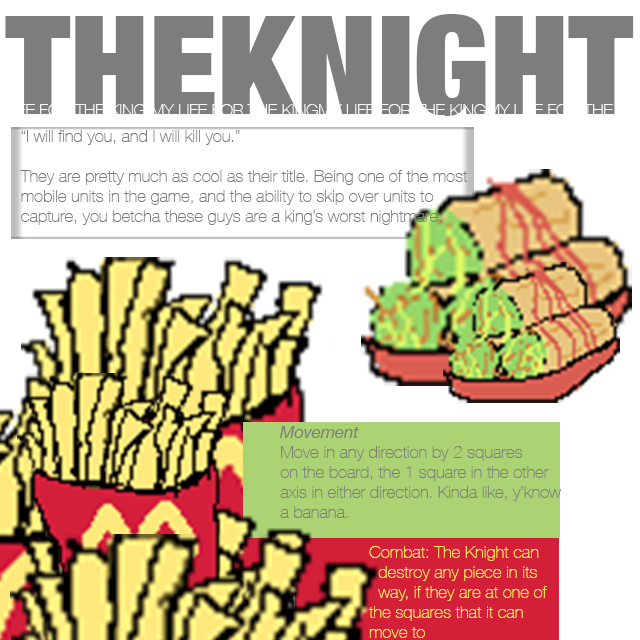 THEKNIGHT
FE FOR THE KING MY LIFE FOR THE KINGMY LIFE FOR THE KINGMY LIFE FOR THE
“I will find you, and I will kill you.”
They are pretty much as cool as their title. Being one of the most
mobile units in the game, and the ability to skip over units to
capture, you betcha these guys are a king’s worst nightmare.
Movement
Move in any direction by 2 squares
on the board, the 1 square in the other
axis in either direction. Kinda like, y’know
a banana.
Combat: The Knight can
destroy any piece in its
way, if they are at one of
the squares that it can
move to